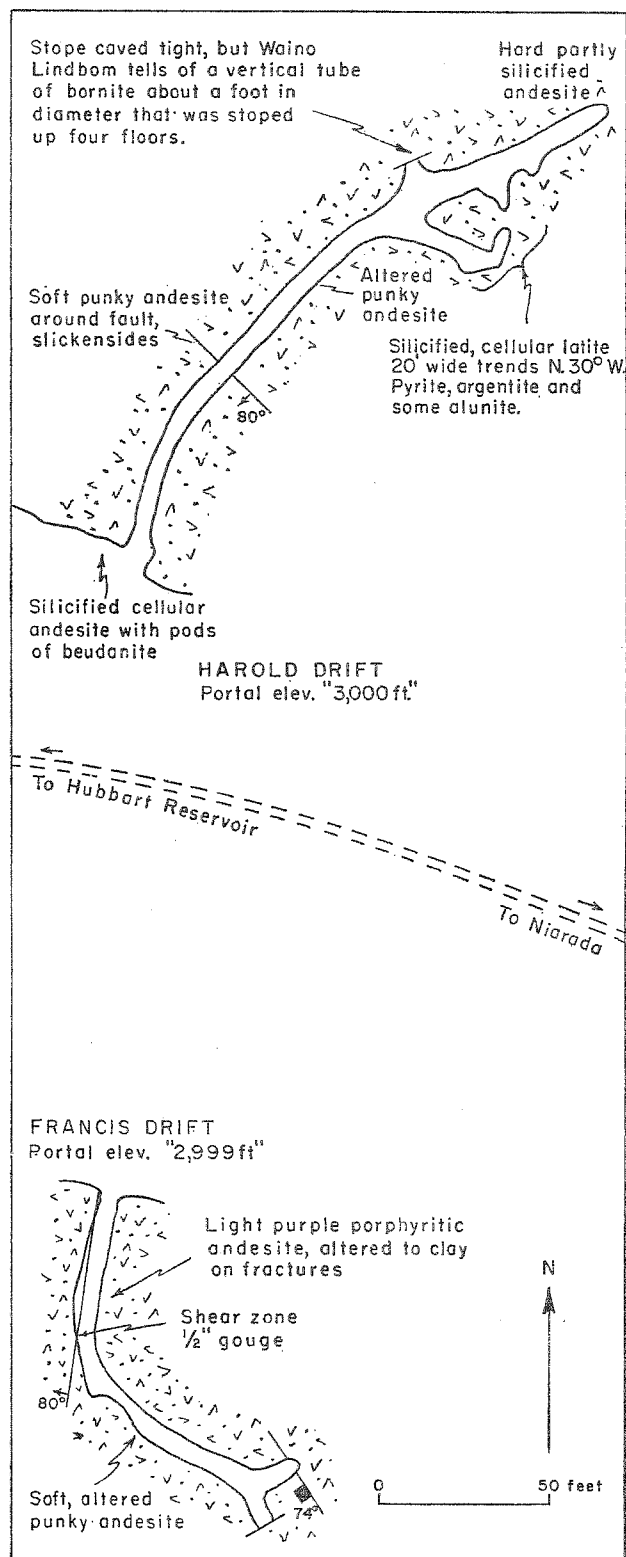 Stope caved tight, but Waino
Lindbom tells of a vertical tube
of bornite about a foot in
diameter that was stoped
up four floors.
Hard partly
silicified
andesite
Soft punky andesite
around fault,
slickensides
Altered
punky
andesite
80°
Silicified, cellular latite
20' wide trends N.30° W.
Pyrite, argentite and
some alunite.
Silicified cellular
andesite with pods
of beudanite
HAROLD DRIFT
Portal elev. "3,000 ft."
To Hubbart Reservoir
To Niarada
FRANCIS DRIFT
Portal elev. "2,999 ft"
Light purple porphyritic
andesite, altered to clay
on fractures
N
Shear zone
½" gouge
80°
Soft, altered
punky andesite
74°
0 50 feet